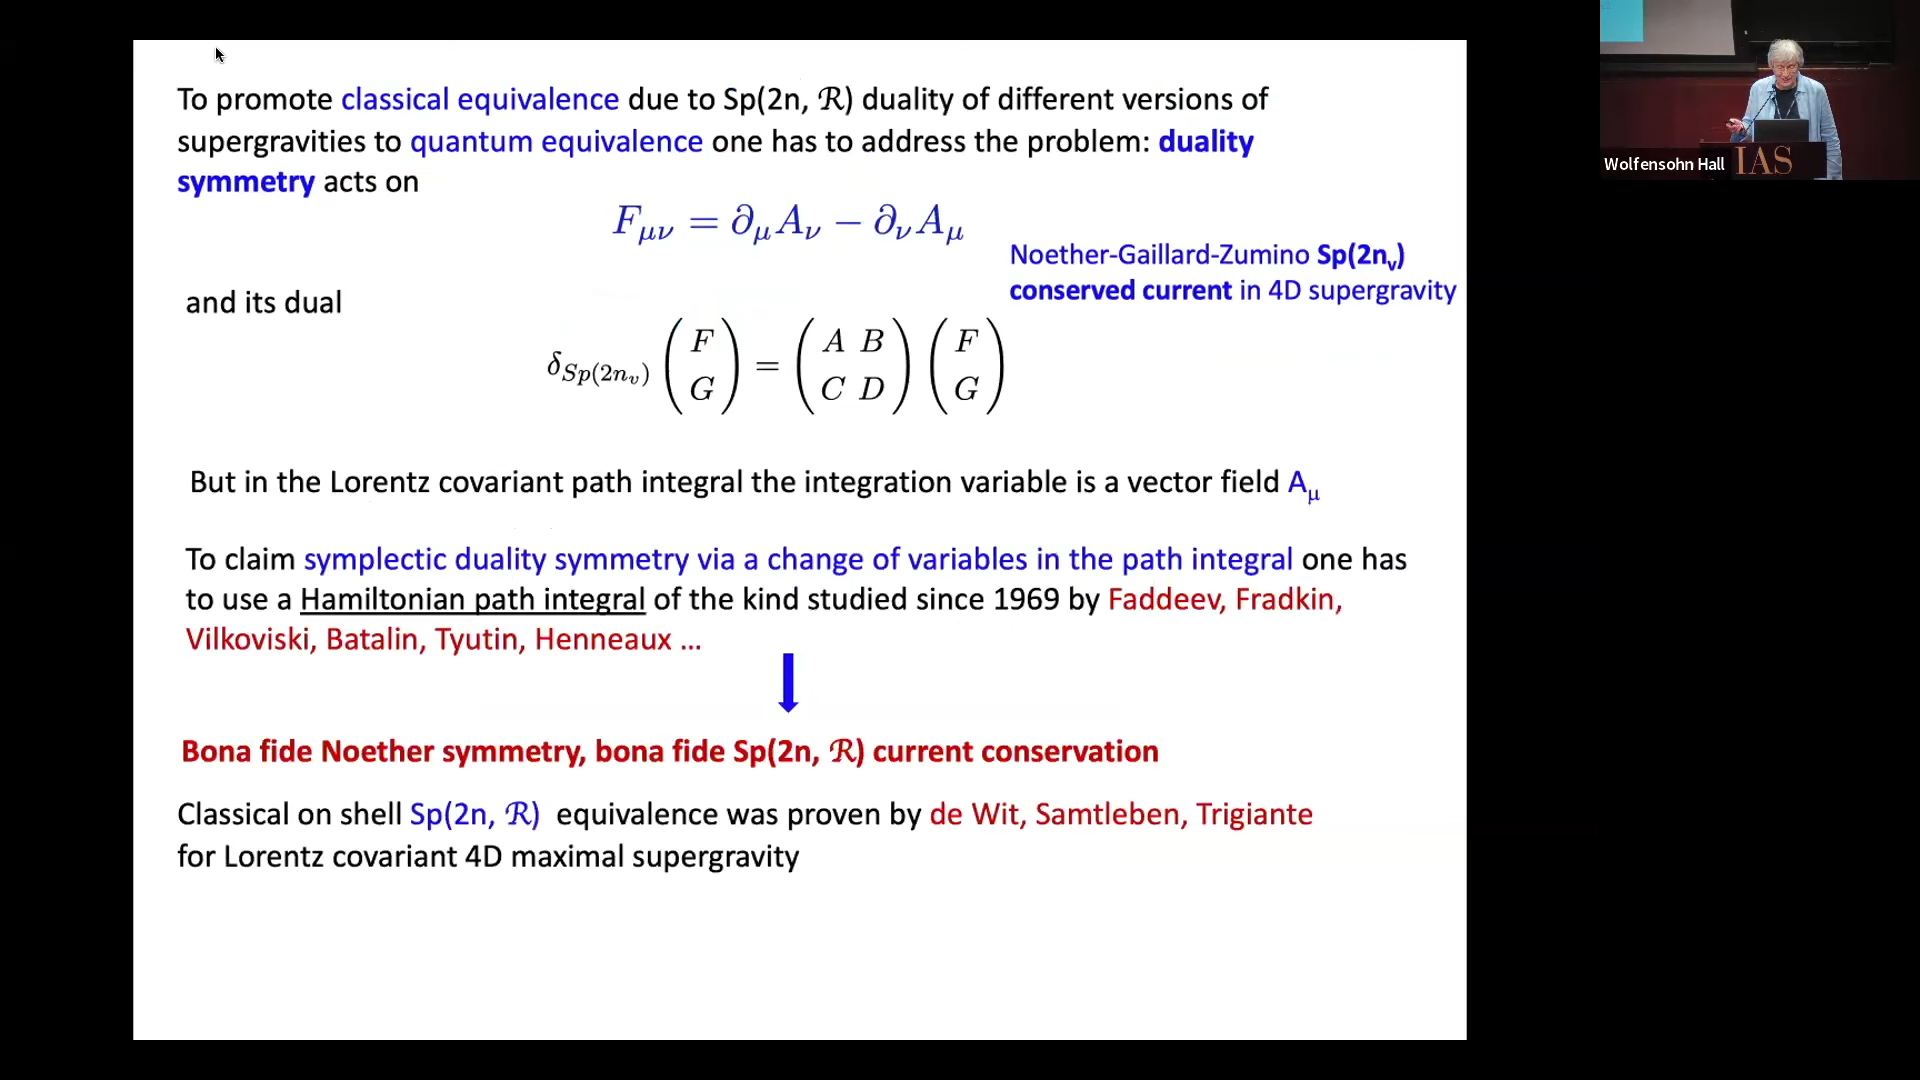 To promote classical equivalence due to Sp(2n, ℛ) duality of different versions of
supergravities to quantum equivalence one has to address the problem: duality
symmetry acts on
F_{μν} = ∂_μ A_ν − ∂_ν A_μ
Noether-Gaillard-Zumino Sp(2n_v)
conserved current in 4D supergravity
and its dual
δ_{Sp(2n_v)} (F G) = (A B C D) (F G)
But in the Lorentz covariant path integral the integration variable is a vector field A_μ
To claim symplectic duality symmetry via a change of variables in the path integral one has
to use a Hamiltonian path integral of the kind studied since 1969 by Faddeev, Fradkin,
Vilkoviski, Batalin, Tyutin, Henneaux ...
Bona fide Noether symmetry, bona fide Sp(2n, ℛ) current conservation
Classical on shell Sp(2n, ℛ) equivalence was proven by de Wit, Samtleben, Trigiante
for Lorentz covariant 4D maximal supergravity
Wolfensohn Hall
IAS